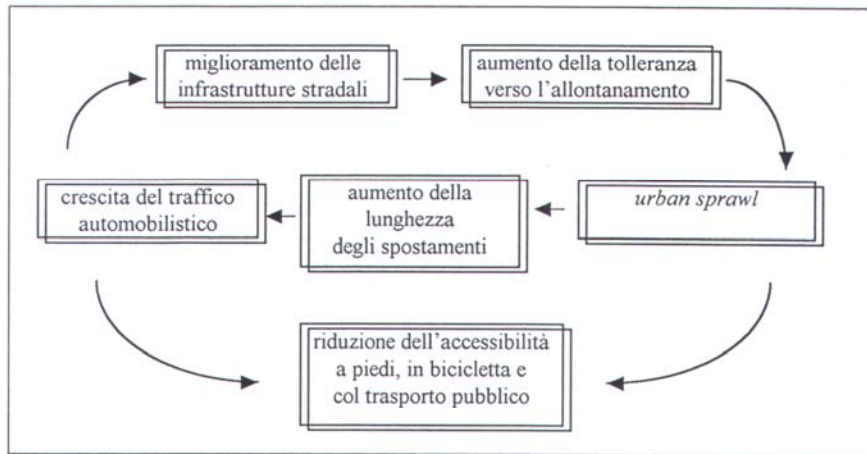 miglioramento delle
infrastrutture stradali
aumento della tolleranza
verso l'allontanamento
crescita del traffico
automobilistico
aumento della
lunghezza
degli spostamenti
urban sprawl
riduzione dell'accessibilità
a piedi, in bicicletta e
col trasporto pubblico